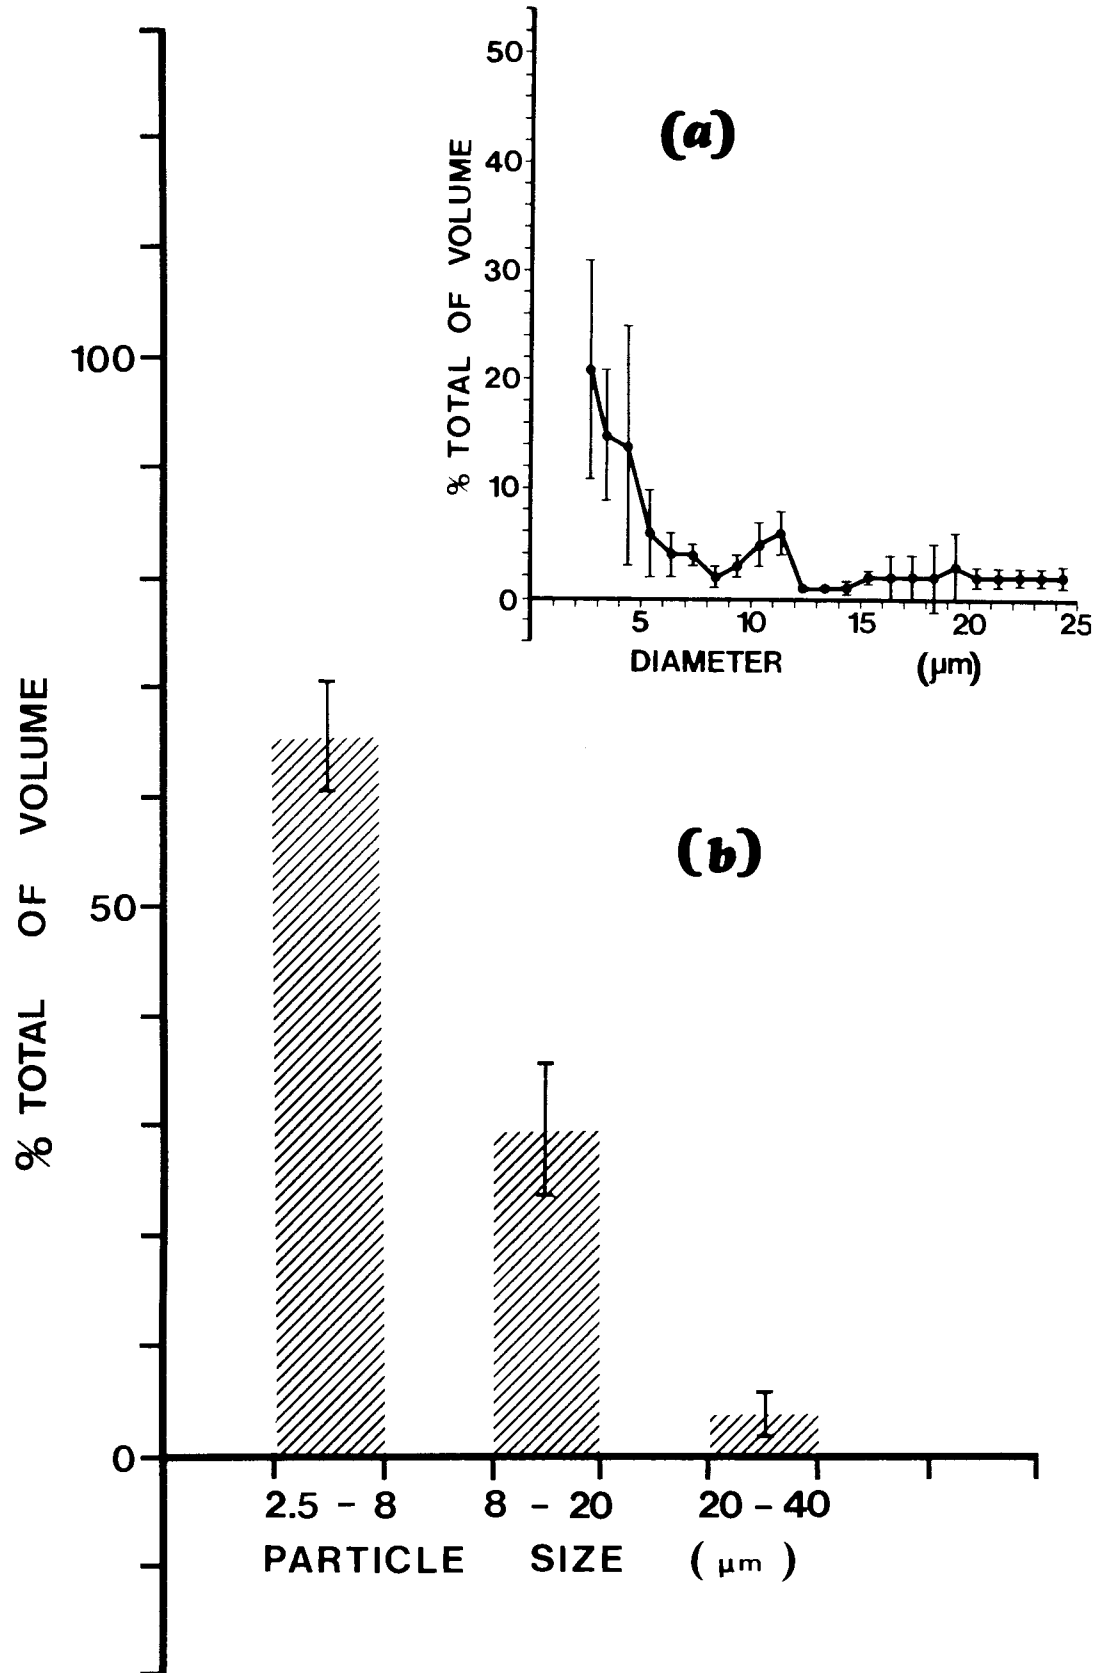 (a)
% TOTAL OF VOLUME
50
40
30
20
10
0
5 10 15 20 25
DIAMETER (µm)
(b)
% TOTAL OF VOLUME
100
50
0
2.5 - 8 8 - 20 20 - 40
PARTICLE SIZE (µm)